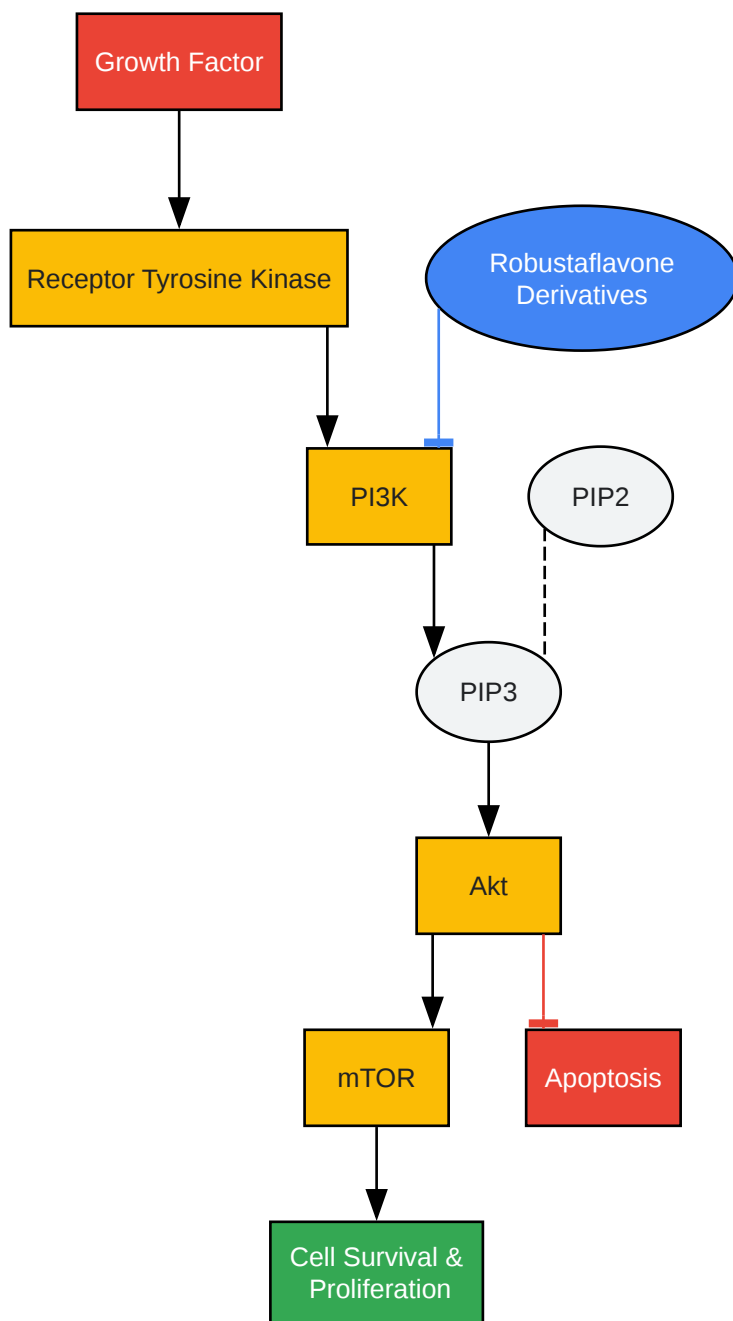 Growth Factor
Receptor Tyrosine Kinase
Robustaflavone
Derivatives
PI3K
PIP2
PIP3
Akt
mTOR
Apoptosis
Cell Survival &
Proliferation